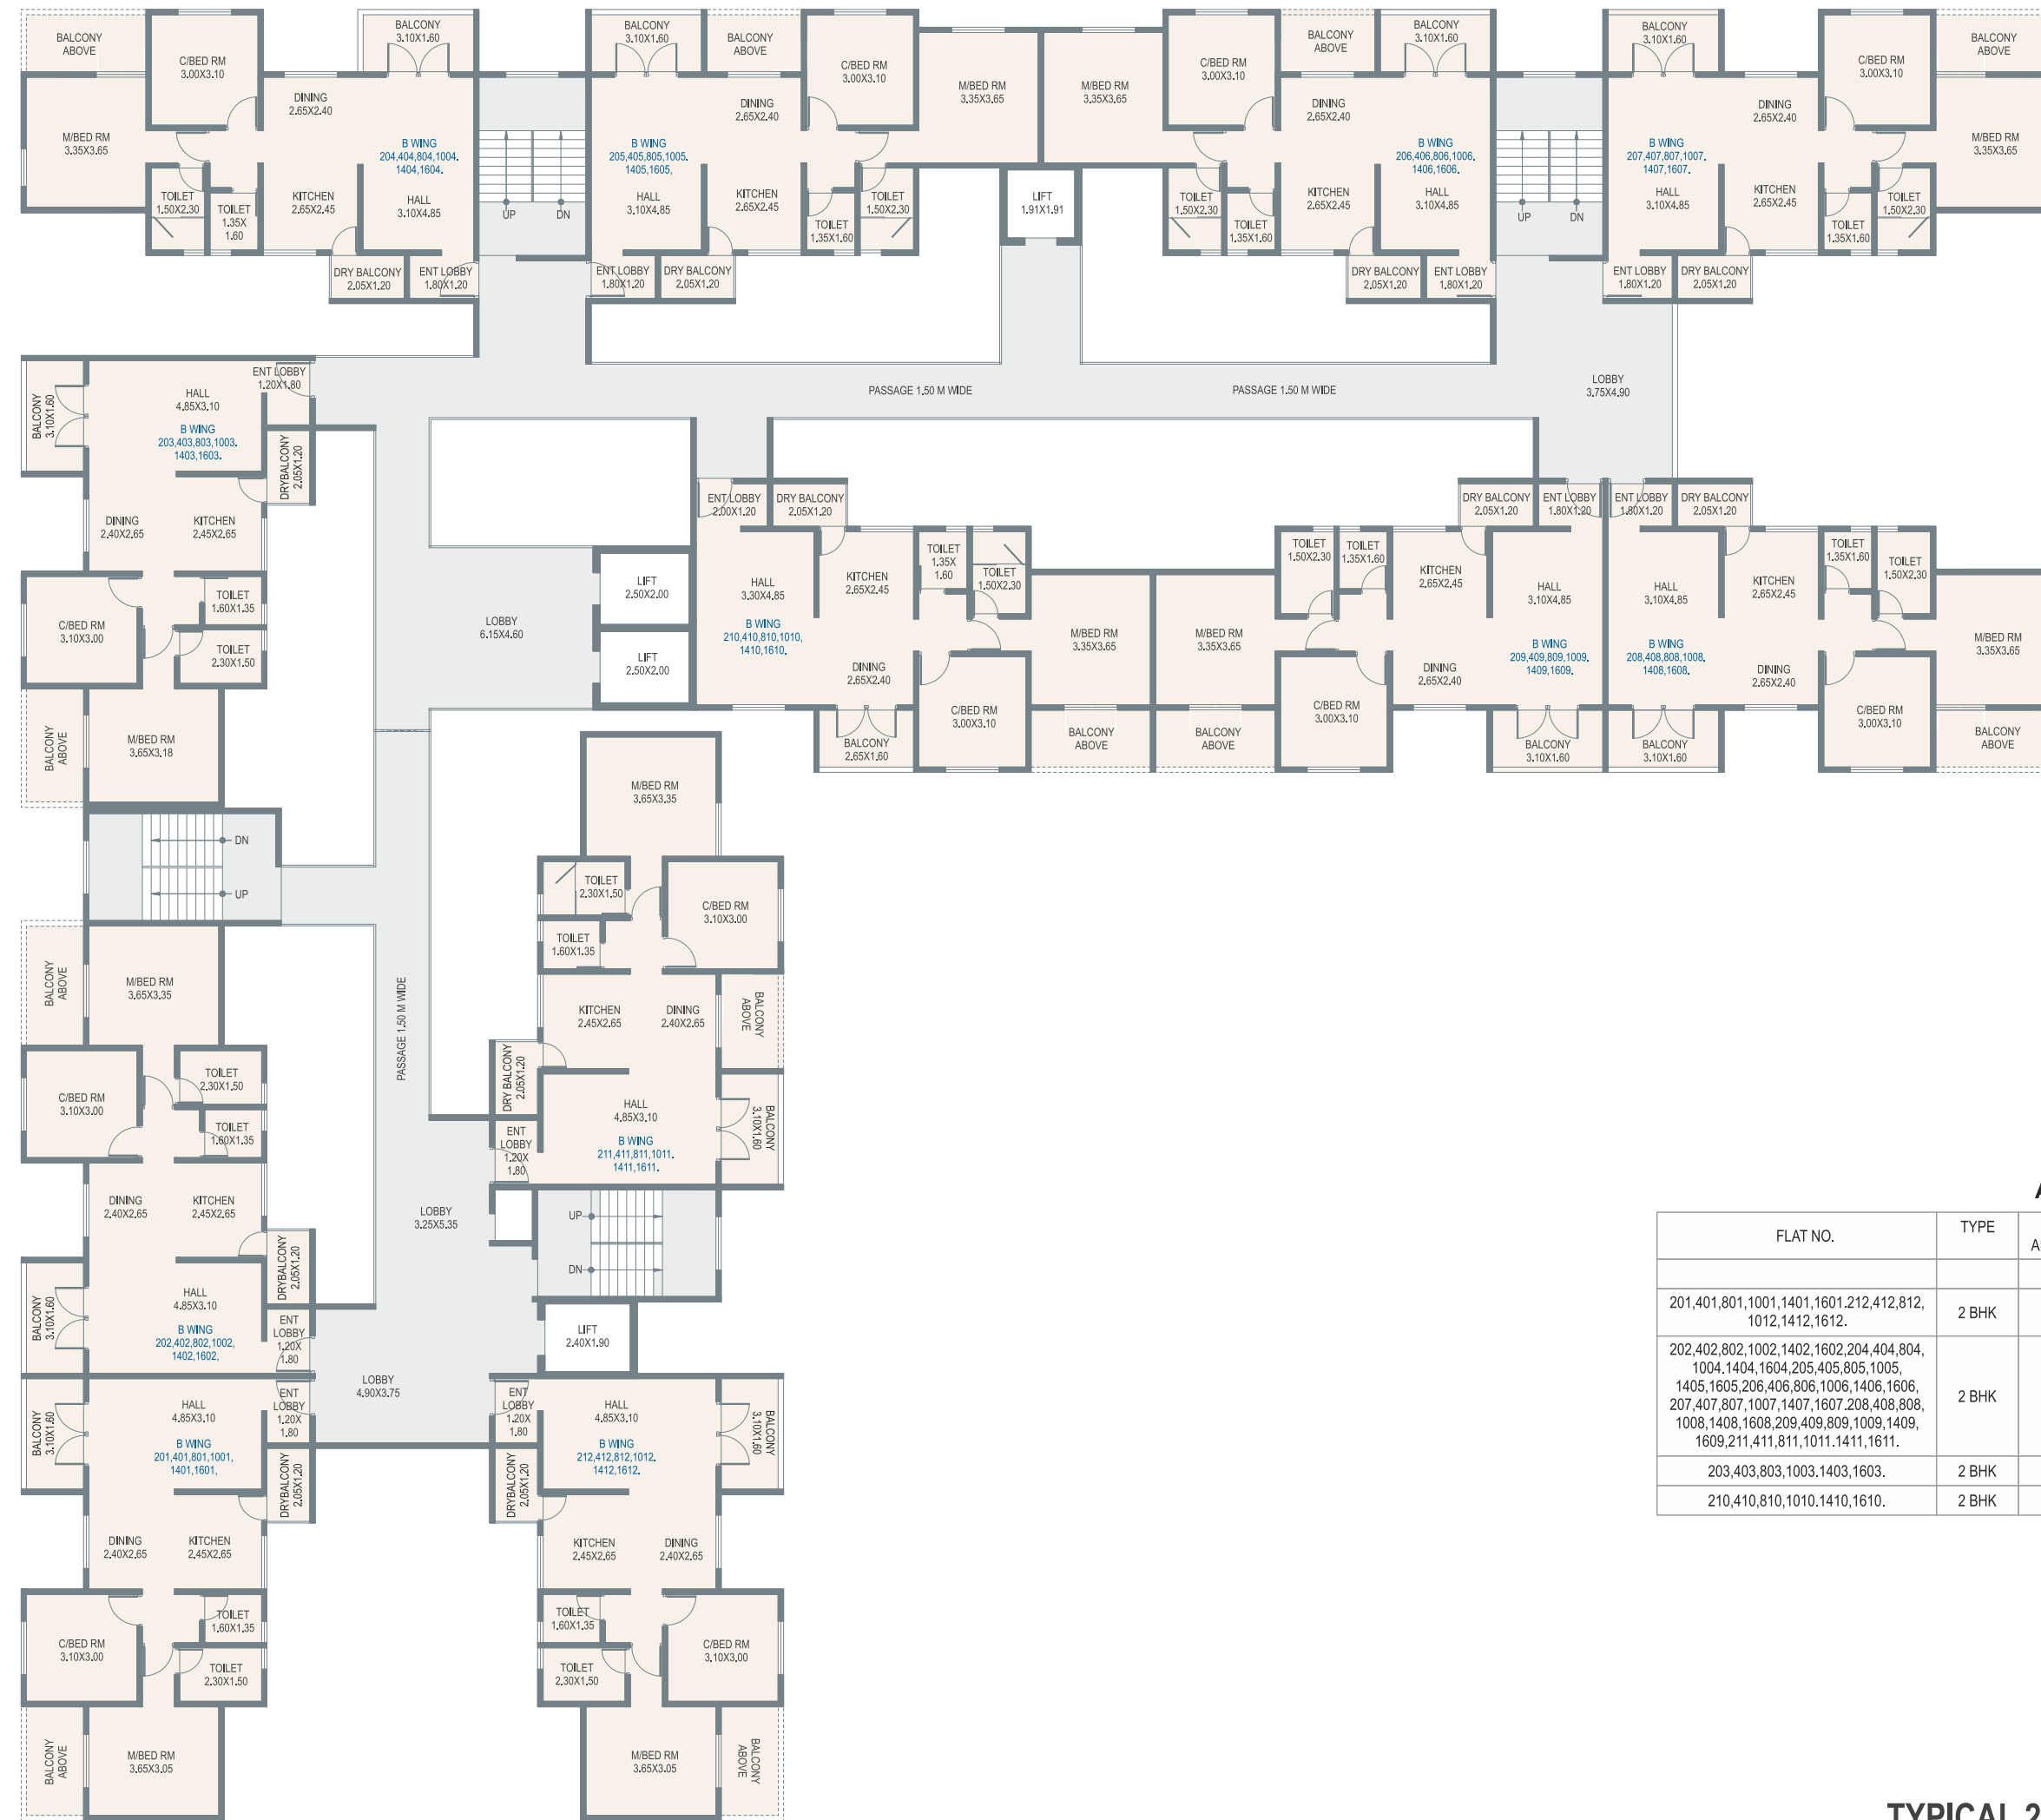 BALCONY
ABOVE
C/BED RM
3.00X3.10
BALCONY
3.10X1.60
M/BED RM
3.35X3.65
DINING
2.65X2.40
B WING
204,404,804,1004.
1404,1604.
TOILET
1.50X2.30
TOILET
1.35X
1.60
KITCHEN
2.65X2.45
HALL
3.10X4.85
DRY BALCONY
2.05X1.20
ENT LOBBY
1.80X1.20
UP
DN
BALCONY
3.10X1.60
BALCONY
ABOVE
C/BED RM
3.00X3.10
M/BED RM
3.35X3.65
DINING
2.65X2.40
B WING
205,405,805,1005.
1405,1605,
HALL
3.10X4.85
KITCHEN
2.65X2.45
TOILET
1.35X1.60
TOILET
1.50X2.30
ENT LOBBY
1.80X1.20
DRY BALCONY
2.05X1.20
LIFT
1.91X1.91
M/BED RM
3.35X3.65
C/BED RM
3.00X3.10
BALCONY
ABOVE
BALCONY
3.10X1.60
DINING
2.65X2.40
B WING
206,406,806,1006.
1406,1606.
TOILET
1.50X2.30
TOILET
1.35X1.60
KITCHEN
2.65X2.45
HALL
3.10X4.85
DRY BALCONY
2.05X1.20
ENT LOBBY
1.80X1.20
UP
DN
BALCONY
3.10X1.60
C/BED RM
3.00X3.10
BALCONY
ABOVE
DINING
2.65X2.40
B WING
207,407,807,1007.
1407,1607.
M/BED RM
3.35X3.65
HALL
3.10X4.85
KITCHEN
2.65X2.45
TOILET
1.35X1.60
TOILET
1.50X2.30
ENT LOBBY
1.80X1.20
DRY BALCONY
2.05X1.20
PASSAGE 1.50 M WIDE
PASSAGE 1.50 M WIDE
LOBBY
3.75X4.90
ENT LOBBY
1.20X1.80
BALCONY
3.10X1.60
HALL
4.85X3.10
B WING
203,403,803,1003.
1403,1603.
DRYBALCONY
2.05X1.20
DINING
2.40X2.65
KITCHEN
2.45X2.65
TOILET
1.60X1.35
C/BED RM
3.10X3.00
TOILET
2.30X1.50
BALCONY
ABOVE
M/BED RM
3.65X3.18
DN
UP
LOBBY
6.15X4.60
LIFT
2.50X2.00
LIFT
2.50X2.00
ENT LOBBY
2.00X1.20
DRY BALCONY
2.05X1.20
HALL
3.30X4.85
KITCHEN
2.65X2.45
TOILET
1.35X
1.60
TOILET
1.50X2.30
B WING
210,410,810,1010,
1410,1610.
DINING
2.65X2.40
M/BED RM
3.35X3.65
C/BED RM
3.00X3.10
BALCONY
2.65X1.60
BALCONY
ABOVE
DRY BALCONY
2.05X1.20
ENT LOBBY
1.80X1.20
TOILET
1.50X2.30
TOILET
1.35X1.60
KITCHEN
2.65X2.45
HALL
3.10X4.85
M/BED RM
3.35X3.65
B WING
209,409,809,1009.
1409,1609.
DINING
2.65X2.40
C/BED RM
3.00X3.10
BALCONY
ABOVE
BALCONY
3.10X1.60
ENT LOBBY
1.80X1.20
DRY BALCONY
2.05X1.20
HALL
3.10X4.85
KITCHEN
2.65X2.45
TOILET
1.35X1.60
TOILET
1.50X2.30
B WING
208,408,808,1008.
1408,1608.
DINING
2.65X2.40
M/BED RM
3.35X3.65
C/BED RM
3.00X3.10
BALCONY
3.10X1.60
BALCONY
ABOVE
M/BED RM
3.65X3.35
TOILET
2.30X1.50
C/BED RM
3.10X3.00
TOILET
1.60X1.35
KITCHEN
2.45X2.65
DINING
2.40X2.65
BALCONY
ABOVE
DRY BALCONY
2.05X1.20
HALL
4.85X3.10
BALCONY
3.10X1.60
ENT
LOBBY
1.20X
1.80
B WING
211,411,811,1011.
1411,1611.
UP
DN
LIFT
2.40X1.90
PASSAGE 1.50 M WIDE
LOBBY
3.25X5.35
LOBBY
4.90X3.75
BALCONY
ABOVE
M/BED RM
3.65X3.35
TOILET
2.30X1.50
C/BED RM
3.10X3.00
TOILET
1.60X1.35
DINING
2.40X2.65
KITCHEN
2.45X2.65
DRYBALCONY
2.05X1.20
BALCONY
3.10X1.60
HALL
4.85X3.10
B WING
202,402,802,1002,
1402,1602,
ENT
LOBBY
1.20X
1.80
BALCONY
3.10X1.60
HALL
4.85X3.10
ENT
LOBBY
1.20X
1.80
B WING
201,401,801,1001,
1401,1601,
DRYBALCONY
2.05X1.20
DINING
2.40X2.65
KITCHEN
2.45X2.65
TOILET
1.60X1.35
C/BED RM
3.10X3.00
TOILET
2.30X1.50
BALCONY
ABOVE
M/BED RM
3.65X3.05
ENT
LOBBY
1.20X
1.80
HALL
4.85X3.10
BALCONY
3.10X1.60
B WING
212,412,812,1012.
1412,1612.
DRYBALCONY
2.05X1.20
KITCHEN
2.45X2.65
DINING
2.40X2.65
TOILET
1.60X1.35
C/BED RM
3.10X3.00
TOILET
2.30X1.50
M/BED RM
3.65X3.05
BALCONY
ABOVE
A
FLAT NO.
TYPE
A
201,401,801,1001,1401,1601.212,412,812,
1012,1412,1612.
2 BHK
202,402,802,1002,1402,1602,204,404,804,
1004.1404,1604,205,405,805,1005,
1405,1605,206,406,806,1006,1406,1606,
207,407,807,1007,1407,1607.208,408,808,
1008,1408,1608,209,409,809,1009,1409,
1609,211,411,811,1011.1411,1611.
2 BHK
203,403,803,1003.1403,1603.
2 BHK
210,410,810,1010.1410,1610.
2 BHK
TYPICAL 2